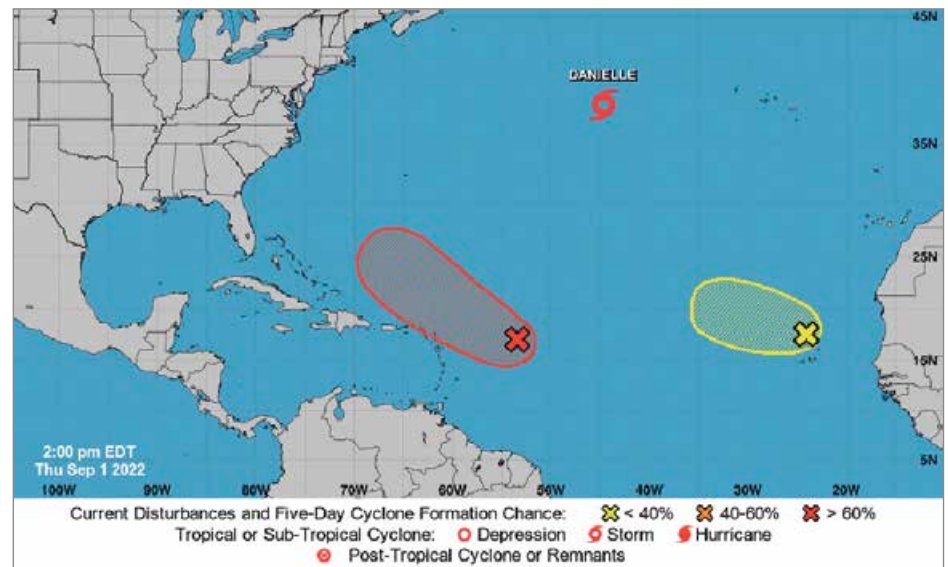 45N
DANIELLE
35N
25N
15N
2:00 pm EDT
Thu Sep 1 2022
5N
100W 90W 80W 70W 60W 50W 40W 30W 20W
Current Disturbances and Five-Day Cyclone Formation Chance: < 40% 40-60% > 60%
Tropical or Sub-Tropical Cyclone: Depression Storm Hurricane
Post-Tropical Cyclone or Remnants